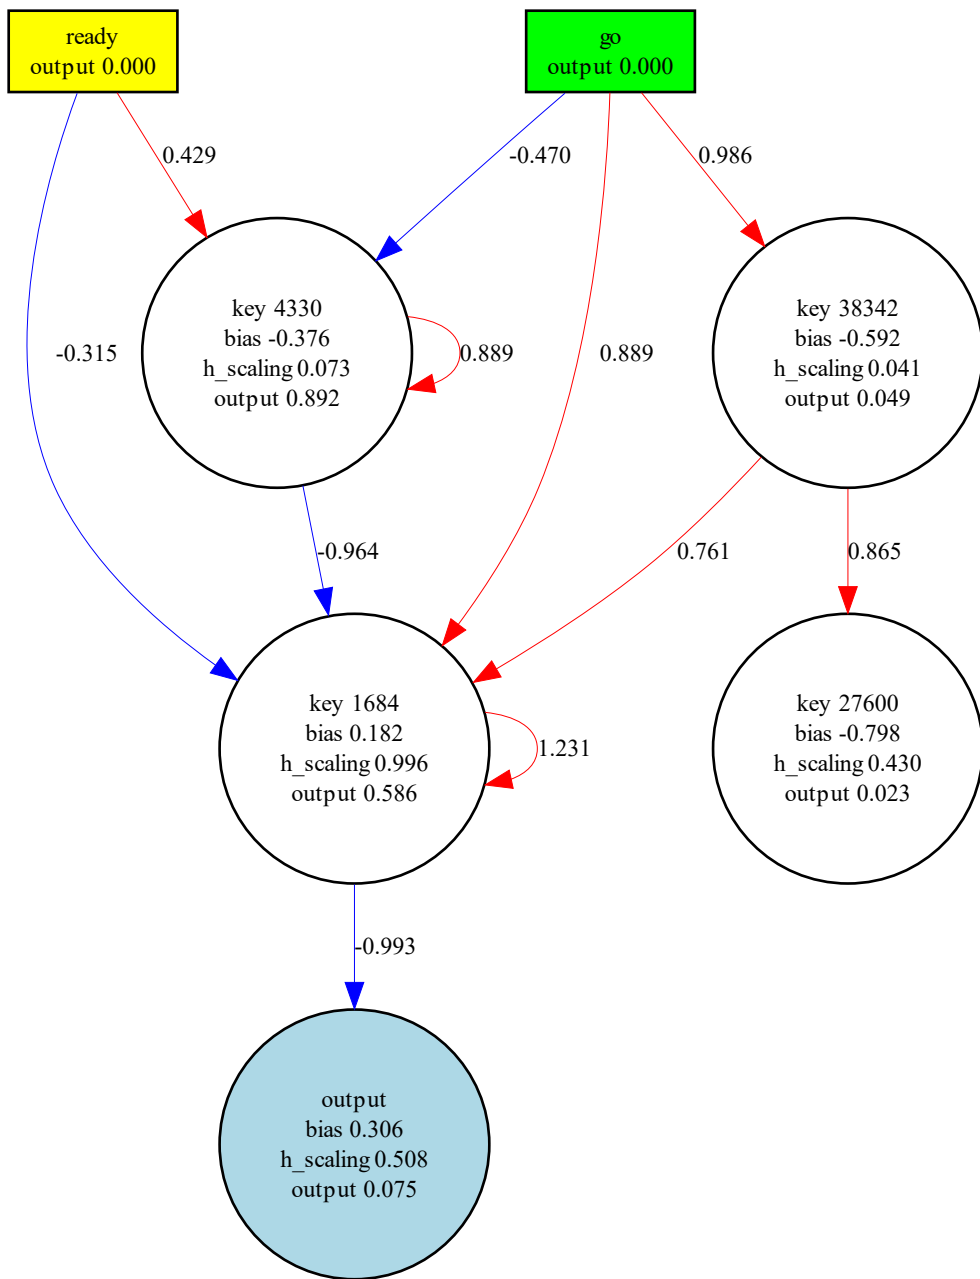 ready
output 0.000
go
output 0.000
0.429
-0.470
0.986
key 4330
bias -0.376
h_scaling 0.073
output 0.892
key 38342
bias -0.592
h_scaling 0.041
output 0.049
-0.315
0.889
0.889
-0.964
0.761
0.865
key 1684
bias 0.182
h_scaling 0.996
output 0.586
1.231
key 27600
bias -0.798
h_scaling 0.430
output 0.023
-0.993
output
bias 0.306
h_scaling 0.508
output 0.075